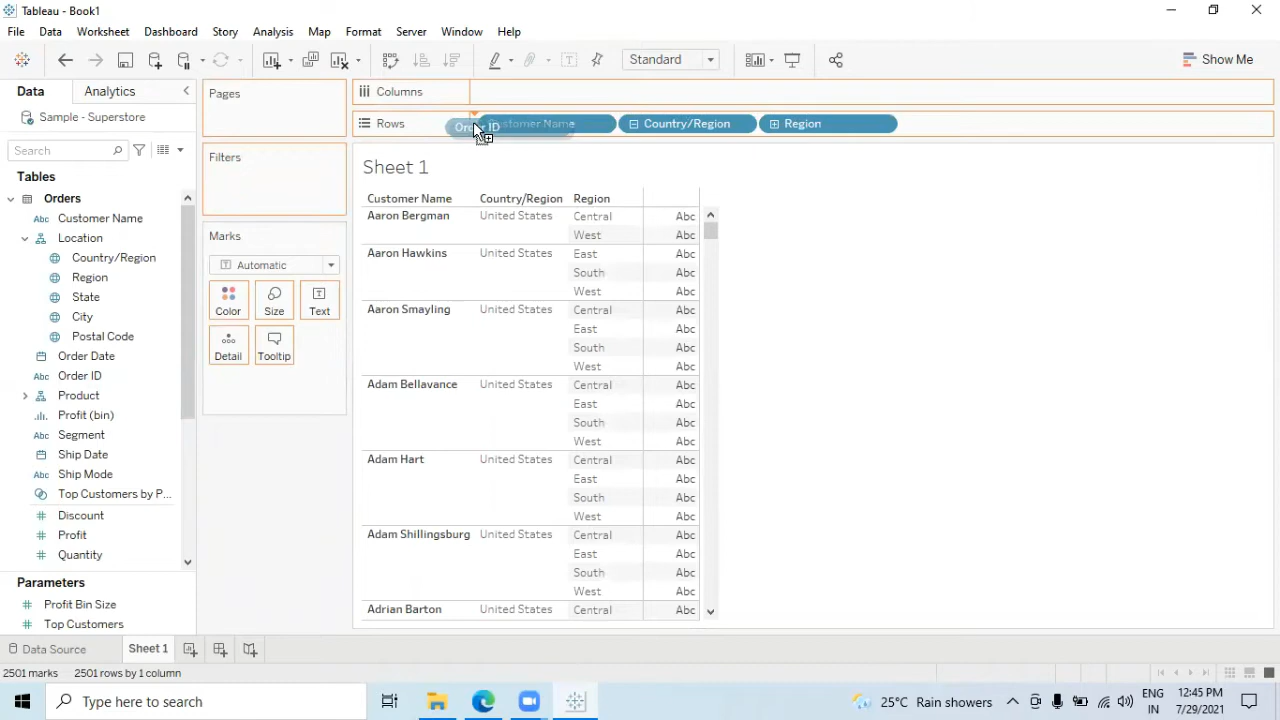 Tableau - Book1
File Data Worksheet Dashboard Story Analysis Map Format Server Window Help
Standard
Show Me
Data Analytics
Pages
Columns
Sample - Superstore
Rows
Order ID
Customer Name
Country/Region
Region
Search
Filters
Sheet 1
Tables
Orders
Customer Name
Location
Country/Region
Region
State
City
Postal Code
Order Date
Abc Order ID
Product
Profit (bin)
Segment
Ship Date
Abc Ship Mode
Top Customers by P...
Discount
Profit
Quantity
Parameters
Profit Bin Size
Top Customers
Marks
Automatic
Color Size Text
Detail Tooltip
Customer Name Country/Region Region
Aaron Bergman United States Central Abc
West Abc
Aaron Hawkins United States East Abc
South Abc
West Abc
Aaron Smayling United States Central Abc
East Abc
South Abc
West Abc
Adam Bellavance United States Central Abc
East Abc
South Abc
West Abc
Adam Hart United States Central Abc
East Abc
South Abc
West Abc
Adam Shillingsburg United States Central Abc
East Abc
South Abc
West Abc
Adrian Barton United States Central Abc
Data Source Sheet 1
2501 marks 2501 rows by 1 column
Type here to search
25°C Rain showers
ENG
IN
12:45 PM
7/29/2021